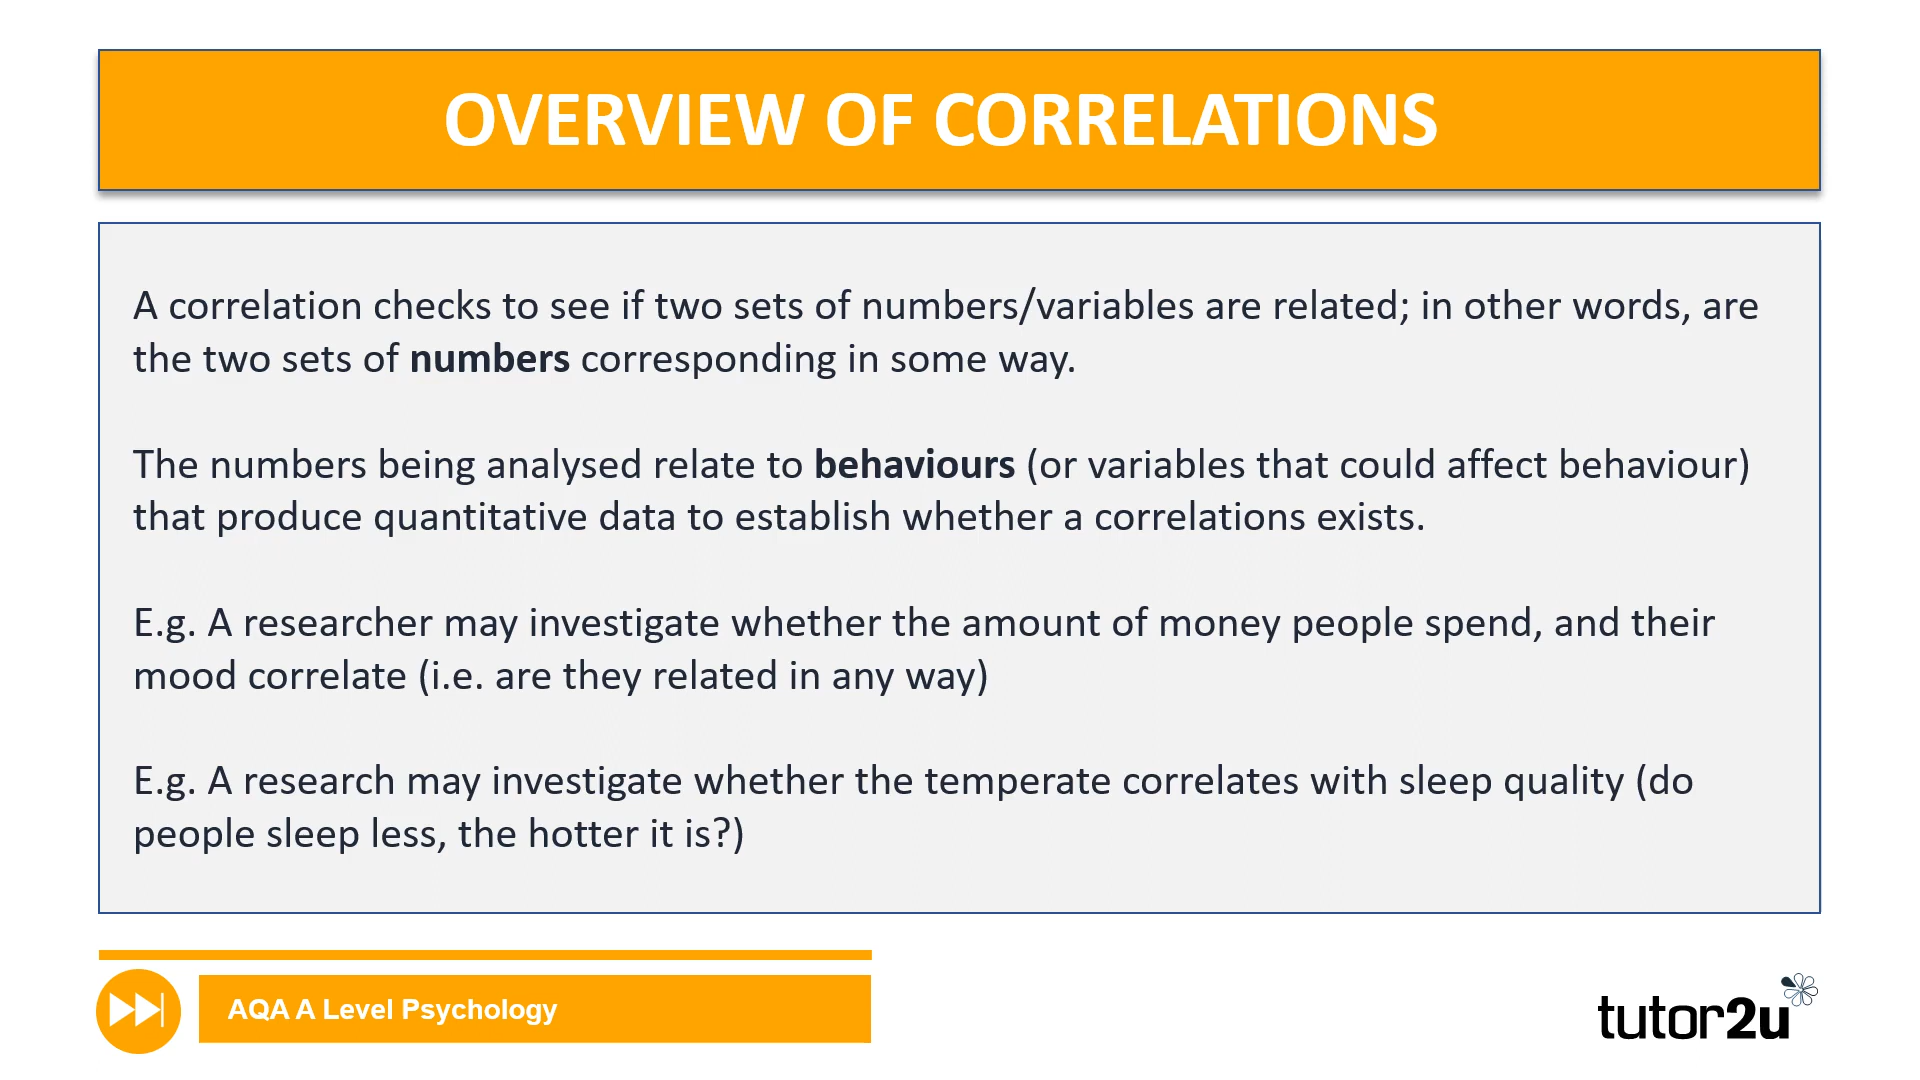 OVERVIEW OF CORRELATIONS
A correlation checks to see if two sets of numbers/variables are related; in other words, are
the two sets of numbers corresponding in some way.
The numbers being analysed relate to behaviours (or variables that could affect behaviour)
that produce quantitative data to establish whether a correlations exists.
E.g. A researcher may investigate whether the amount of money people spend, and their
mood correlate (i.e. are they related in any way)
E.g. A research may investigate whether the temperate correlates with sleep quality (do
people sleep less, the hotter it is?)
AQA A Level Psychology
tutor2u